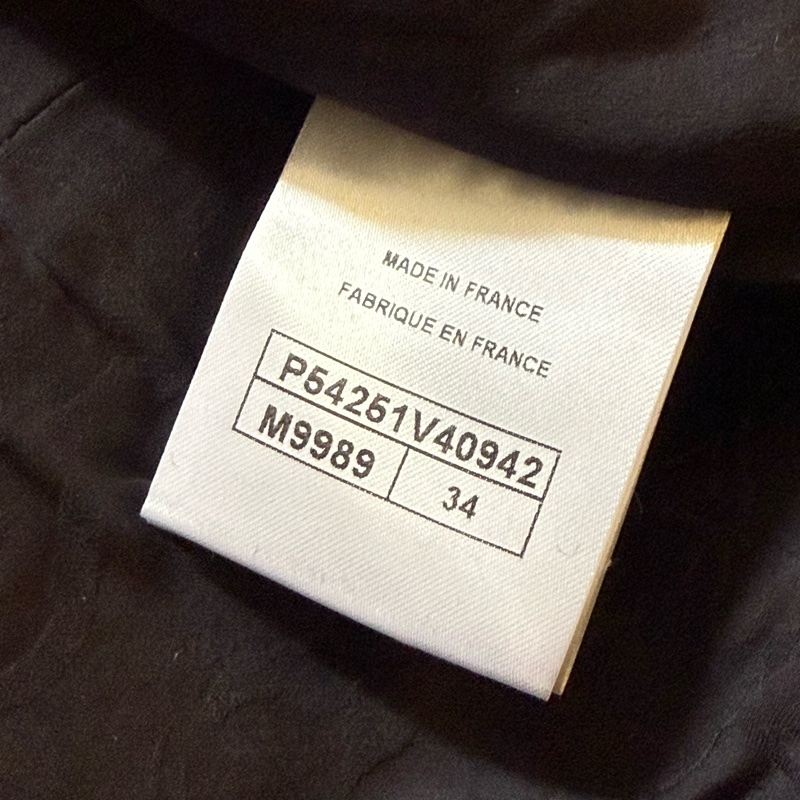 MADE IN FRANCE
FABRIQUE EN FRANCE
P54251V40942
M9989
34